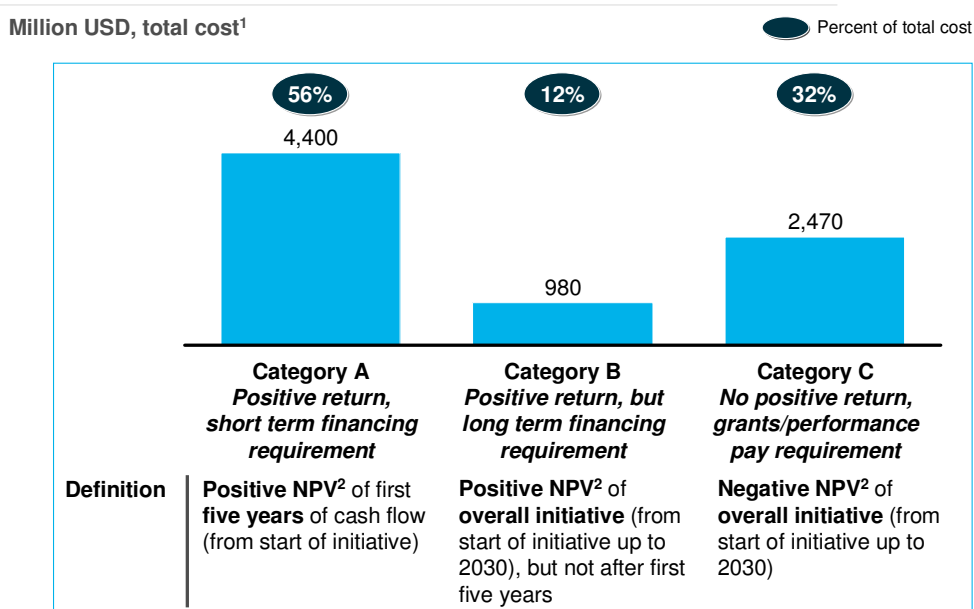 Million USD, total cost¹
Percent of total cost
56%
12%
32%
4,400
980
2,470
Category A
Positive return,
short term financing
requirement
Category B
Positive return, but
long term financing
requirement
Category C
No positive return,
grants/performance
pay requirement
Definition
Positive NPV² of first
five years of cash flow
(from start of initiative)
Positive NPV² of
overall initiative (from
start of initiative up to
2030), but not after first
five years
Negative NPV² of
overall initiative (from
start of initiative up to
2030)